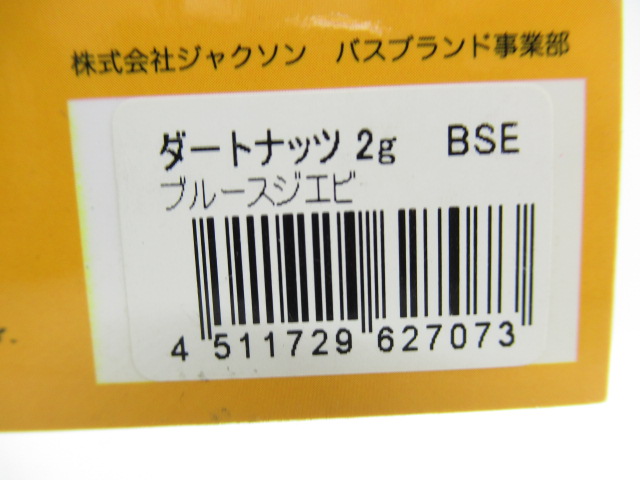 株式会社ジャクソン バスブランド事業部
ダートナッツ 2g BSE
ブルースジエビ
4 511729 627073